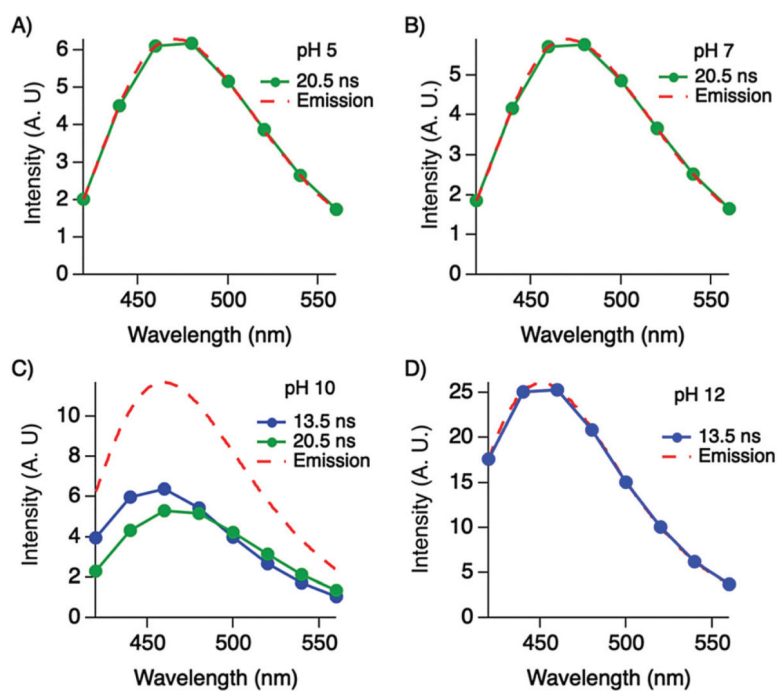 A)
pH 5
20.5 ns
Emission
Intensity (A. U)
6
5
4
3
2
1
0
450
500
550
Wavelength (nm)
B)
pH 7
20.5 ns
Emission
Intensity (A. U.)
5
4
3
2
1
0
450
500
550
Wavelength (nm)
C)
pH 10
13.5 ns
20.5 ns
Emission
Intensity (A. U)
10
8
6
4
2
0
450
500
550
Wavelength (nm)
D)
pH 12
13.5 ns
Emission
Intensity (A. U.)
25
20
15
10
5
0
450
500
550
Wavelength (nm)